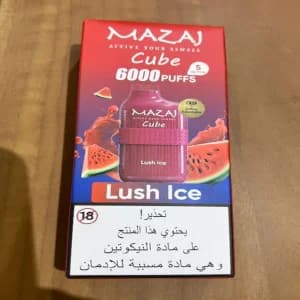 MAZAJ
ACTIVE YOUR SENSES
Cube
6000 PUFFS
5
MAZAJ
Cube
Lush Ice
Lush Ice
18
تحذير!
يحتوي هذا المنتج
على مادة النيكوتين
وهي مادة مسببة للإدمان